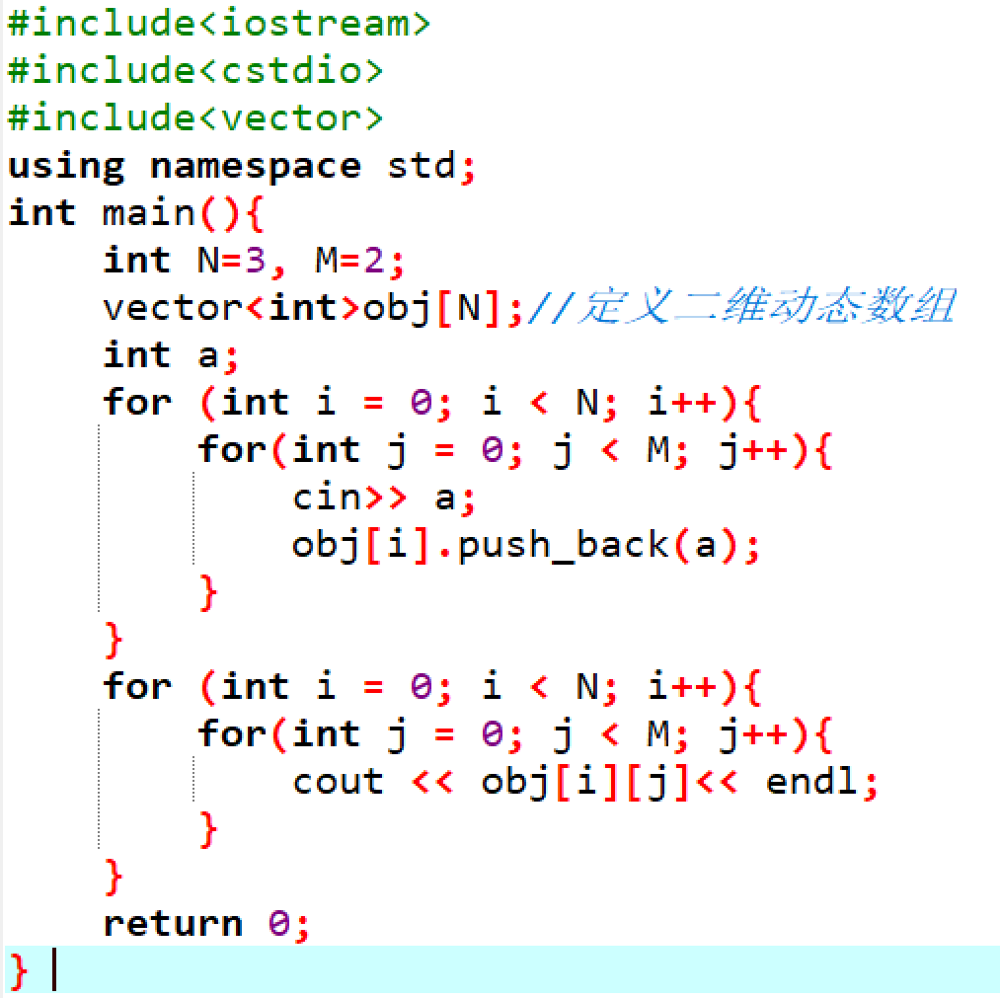 #include<iostream>
#include<cstdio>
#include<vector>
using namespace std;
int main(){
    int N=3, M=2;
    vector<int>obj[N];//定义二维动态数组
    int a;
    for (int i = 0; i < N; i++){
        for(int j = 0; j < M; j++){
            cin>> a;
            obj[i].push_back(a);
        }
    }
    for (int i = 0; i < N; i++){
        for(int j = 0; j < M; j++){
            cout << obj[i][j]<< endl;
        }
    }
    return 0;
}